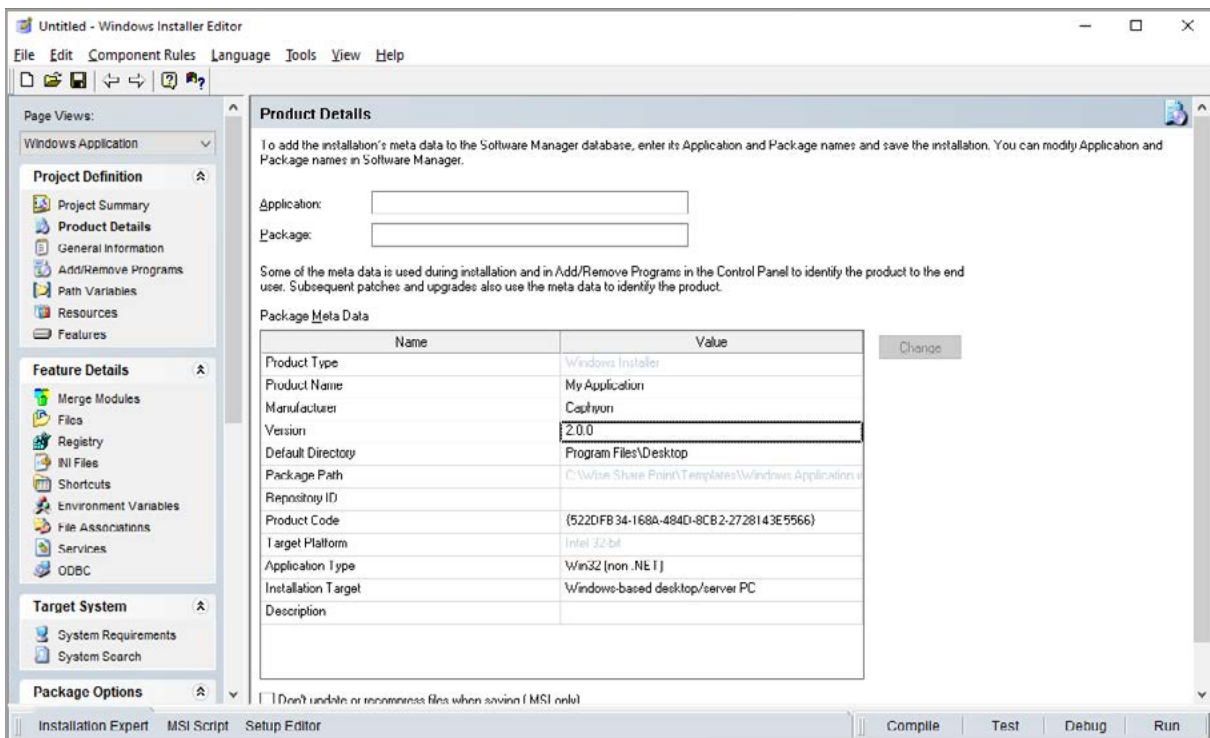 Untitled - Windows Installer Editor
File Edit Component Rules Language Tools View Help
Page Views:
Windows Application
Project Definition
Project Summary
Product Details
General Information
Add/Remove Programs
Path Variables
Resources
Features
Feature Details
Merge Modules
Files
Registry
INI Files
Shortcuts
Environment Variables
File Associations
Services
ODBC
Target System
System Requirements
System Search
Package Options
Product Details
To add the installation's meta data to the Software Manager database, enter its Application and Package names and save the installation. You can modify Application and
Package names in Software Manager.
Application:
Package:
Some of the meta data is used during installation and in Add/Remove Programs in the Control Panel to identify the product to the end
user. Subsequent patches and upgrades also use the meta data to identify the product.
Package Meta Data
Name Value
Change
Product Type Windows Installer
Product Name My Application
Manufacturer Caphyon
Version 2.0.0
Default Directory Program Files\Desktop
Package Path C:\Wise Share Point\Templates\Windows Application
Repository ID
Product Code {522DFB34-168A-484D-8CB2-2728143E5566}
Target Platform Intel 32-bit
Application Type Win32 (non .NET)
Installation Target Windows-based desktop/server PC
Description
Don't update or recompress files when saving (.MSI only)
Installation Expert MSI Script Setup Editor Compile Test Debug Run